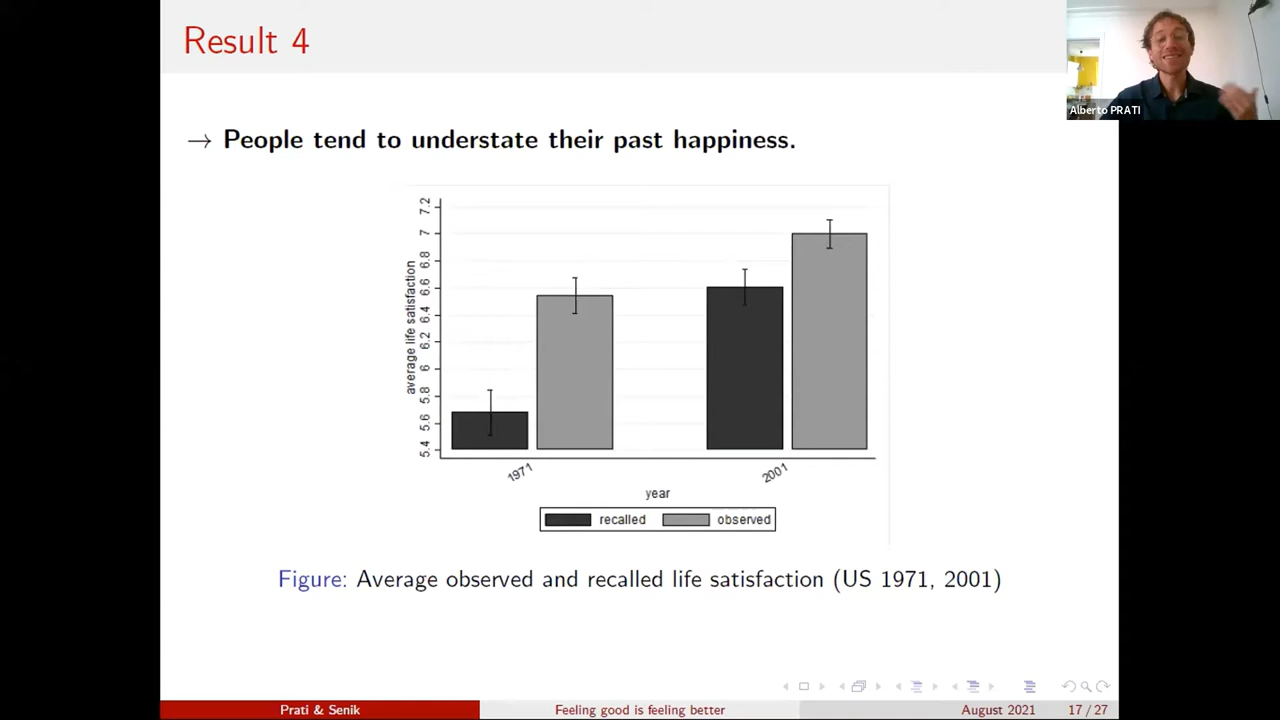 Result 4
Alberto PRATI
→ People tend to understate their past happiness.
average life satisfaction
7.2
7
6.8
6.6
6.4
6.2
6
5.8
5.6
5.4
1971
2001
year
recalled observed
Figure: Average observed and recalled life satisfaction (US 1971, 2001)
Prati & Senik Feeling good is feeling better August 2021 17 / 27